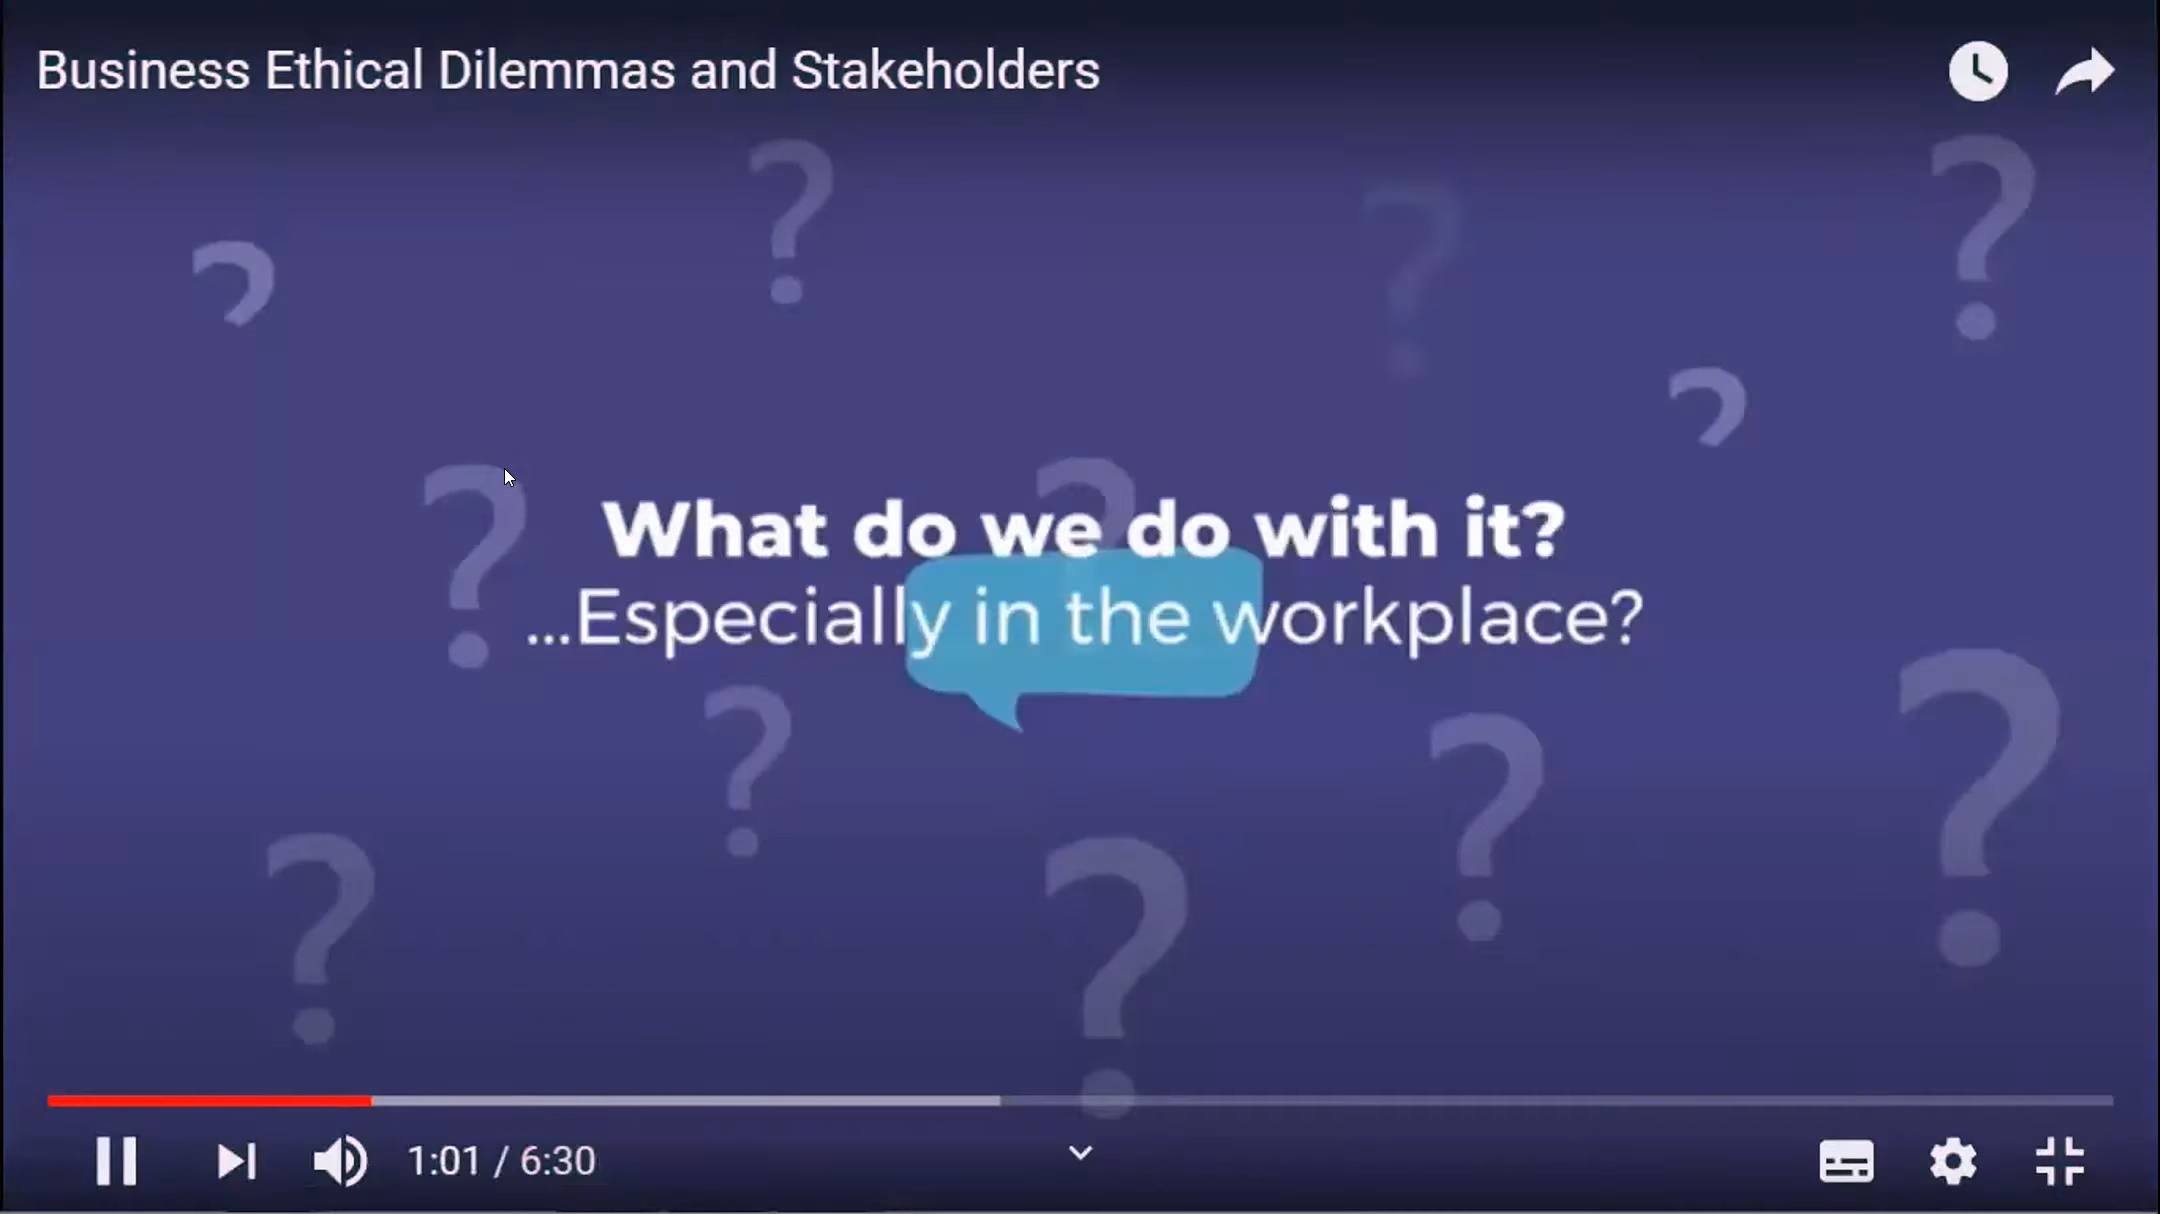 Business Ethical Dilemmas and Stakeholders
What do we do with it?
...Especially in the workplace?
1:01 / 6:30